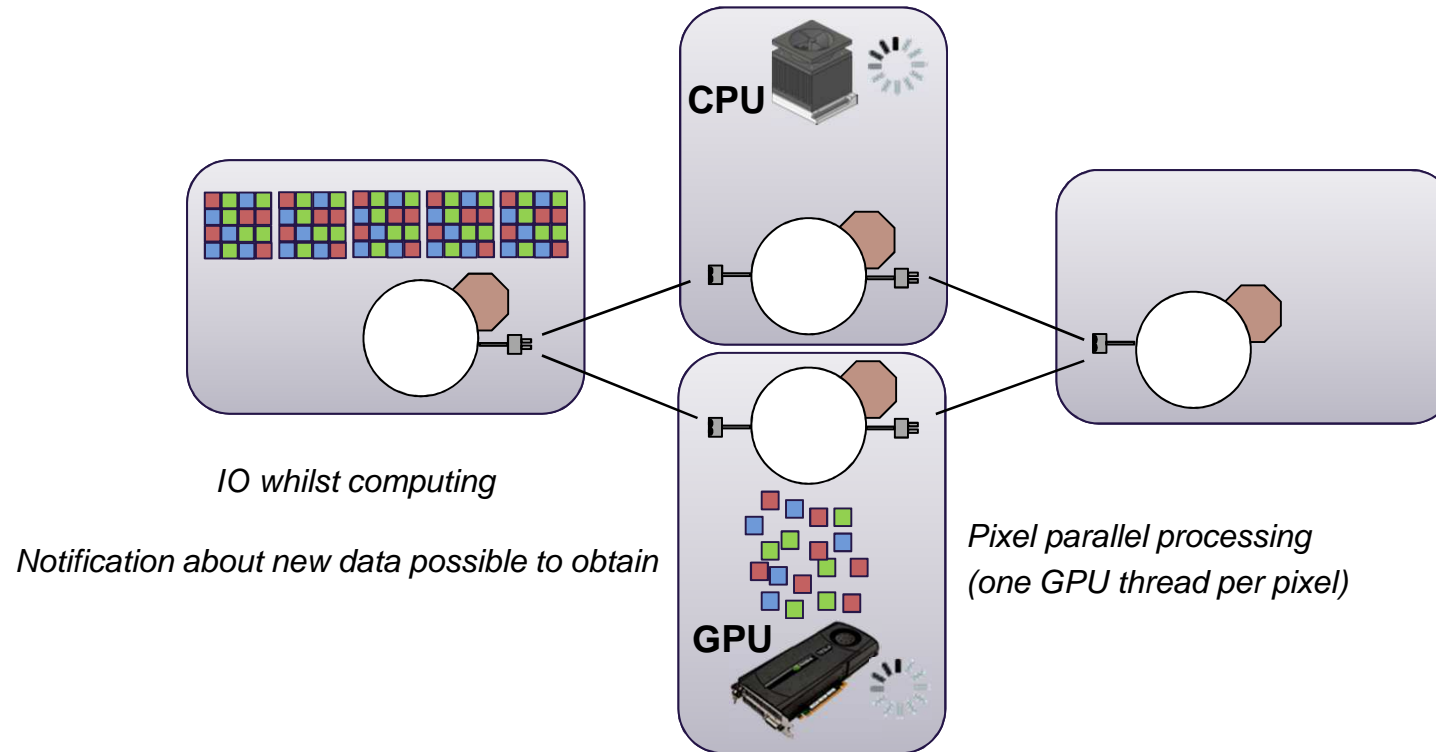 CPU
IO whilst computing
Notification about new data possible to obtain
Pixel parallel processing
(one GPU thread per pixel)
GPU